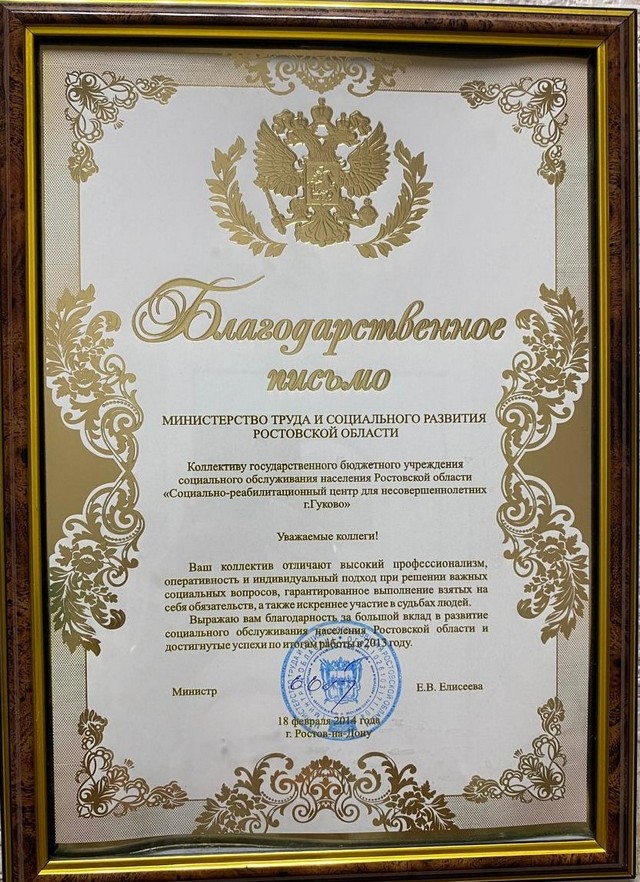 Благодарственное
письмо
МИНИСТЕРСТВО ТРУДА И СОЦИАЛЬНОГО РАЗВИТИЯ
РОСТОВСКОЙ ОБЛАСТИ
Коллективу государственного бюджетного учреждения
социального обслуживания населения Ростовской области
«Социально-реабилитационный центр для несовершеннолетних
г.Гуково»
Уважаемые коллеги!
Ваш коллектив отличают высокий профессионализм,
оперативность и индивидуальный подход при решении важных
социальных вопросов, гарантированное выполнение взятых на
себя обязательств, а также искреннее участие в судьбах людей.
Выражаю вам благодарность за большой вклад в развитие
социального обслуживания населения Ростовской области и
достигнутые успехи по итогам работы в 2013 году.
Министр Е.В. Елисеева
18 февраля 2014 года
г. Ростов-на-Дону